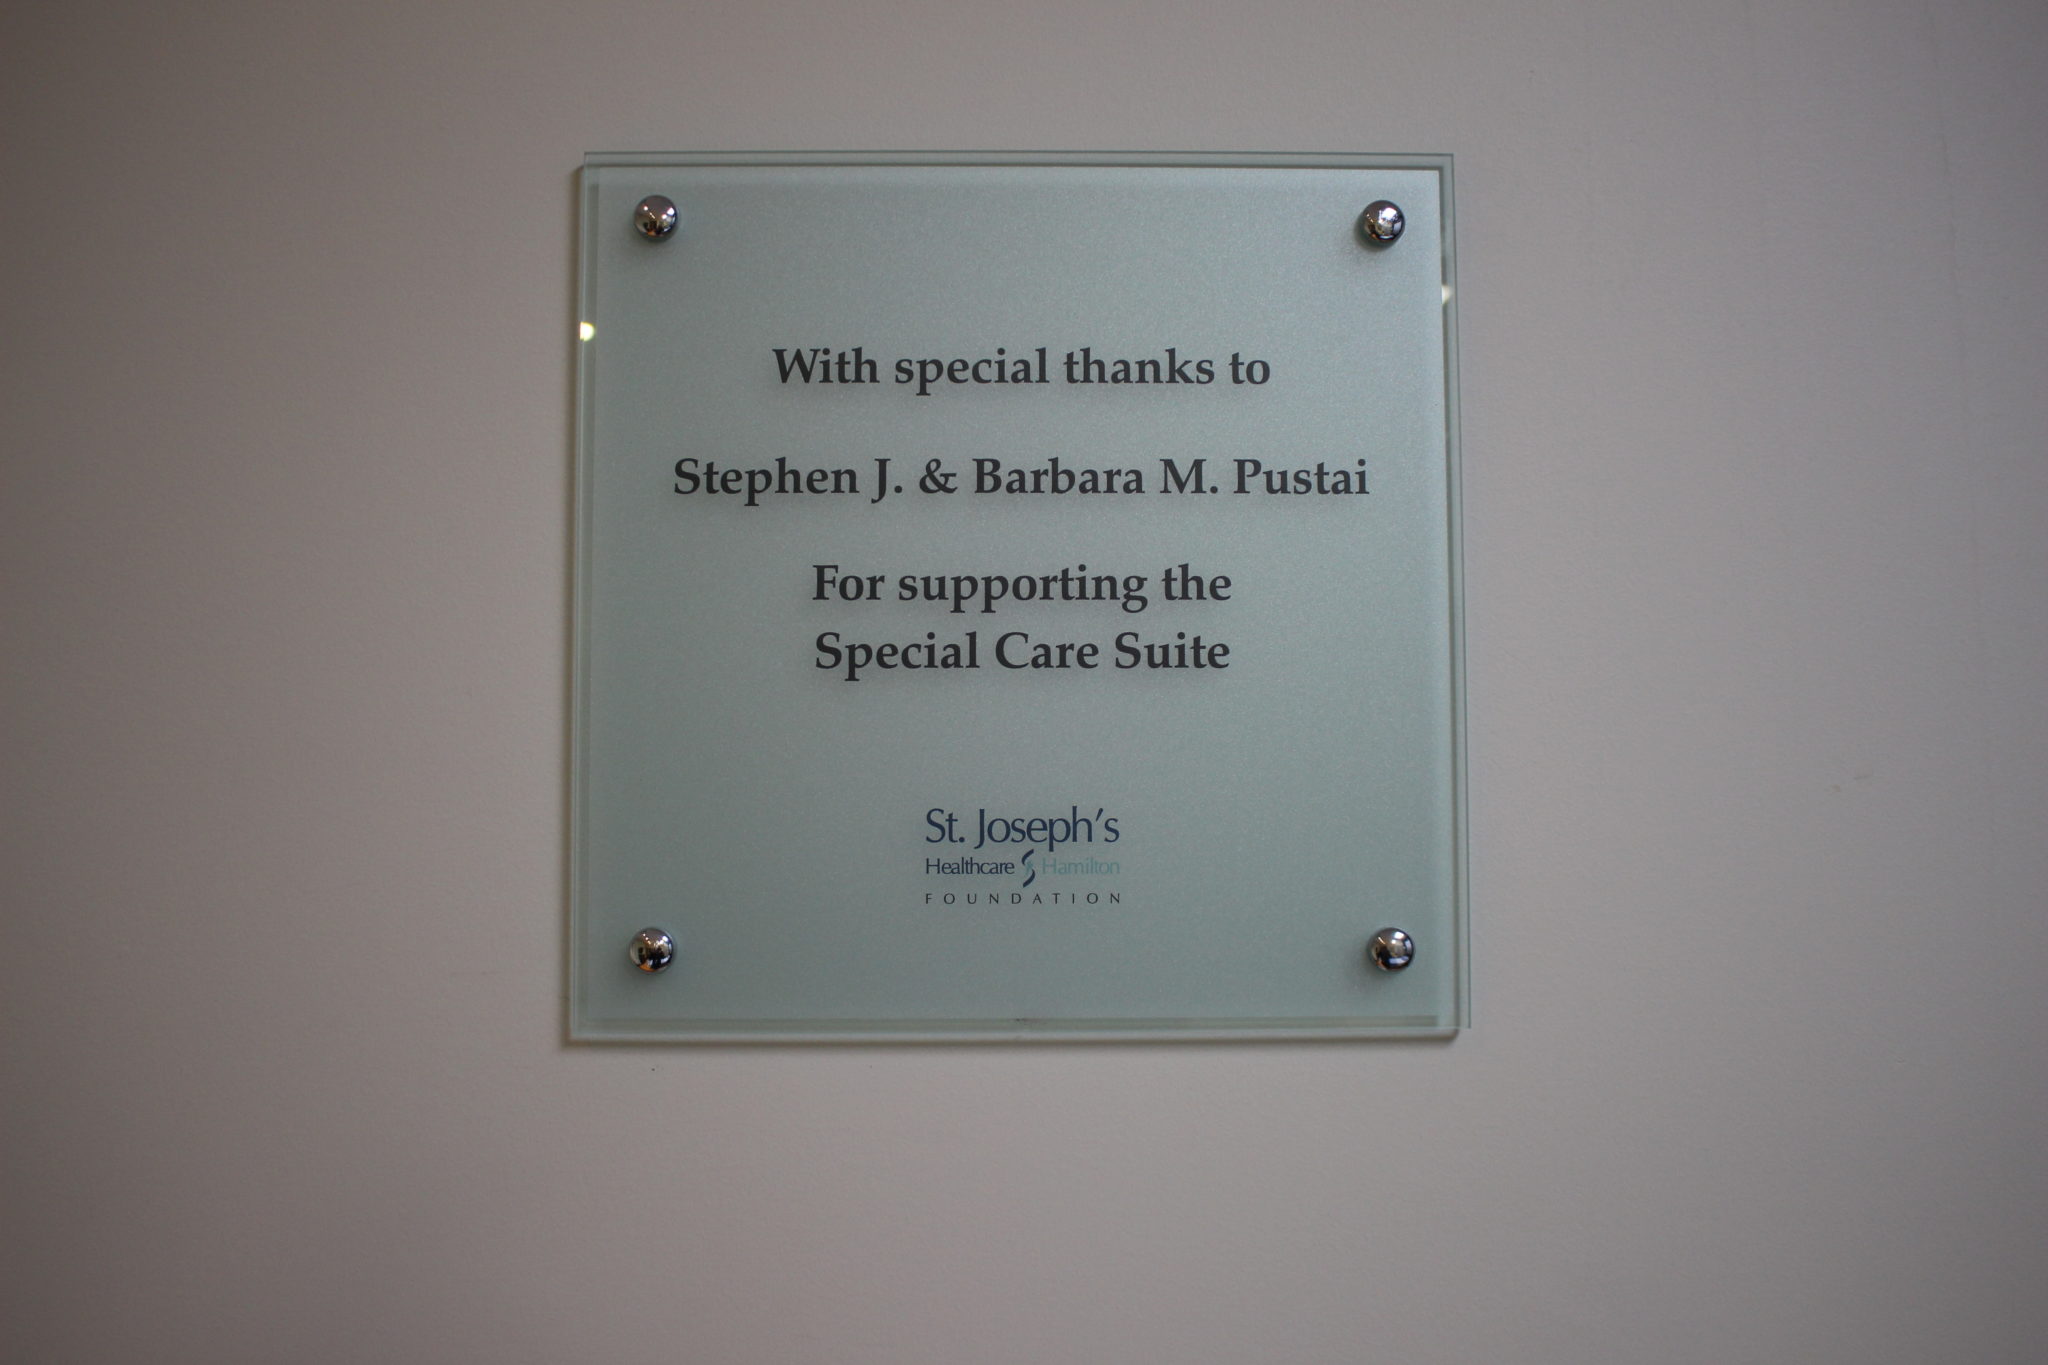 With special thanks to
Stephen J. & Barbara M. Pustai
For supporting the
Special Care Suite
St. Joseph's
Healthcare Hamilton
FOUNDATION